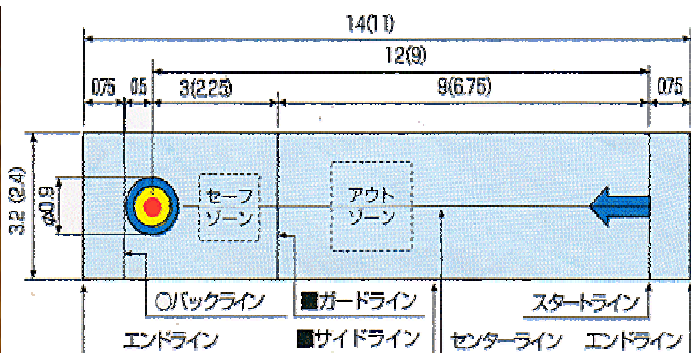 14(11)
12(9)
0.75 0.5 3(2.25) 9(6.75) 0.75
3.2 (2.4)
φ0.9
セーフ
ゾーン
アウト
ゾーン
○バックライン ■ガードライン スタートライン
エンドライン ■サイドライン センターライン エンドライン